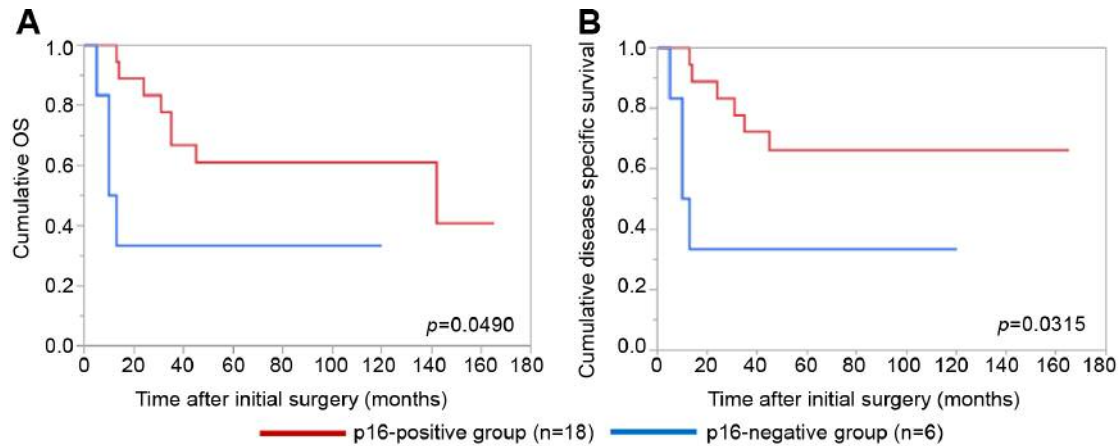 A
Cumulative OS
1.0
0.8
0.6
0.4
0.2
0.0
0 20 40 60 80 100 120 140 160 180
p=0.0490
Time after initial surgery (months)
B
Cumulative disease specific survival
1.0
0.8
0.6
0.4
0.2
0.0
0 20 40 60 80 100 120 140 160 180
p=0.0315
Time after initial surgery (months)
p16-positive group (n=18) p16-negative group (n=6)